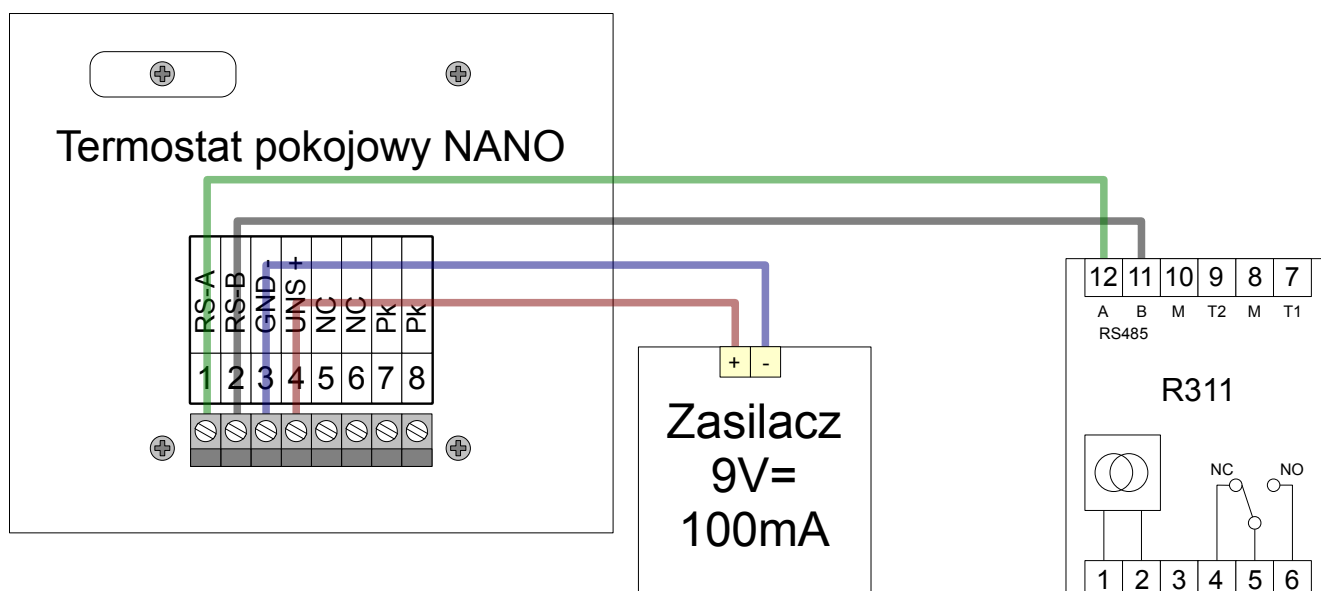 Termostat pokojowy NANO
RS-A
RS-B
GND -
UNS +
NC
NC
Pk
Pk
1 2 3 4 5 6 7 8
+ -
Zasilacz
9V=
100mA
12 11 10 9 8 7
A B M T2 M T1
RS485
R311
NC NO
1 2 3 4 5 6